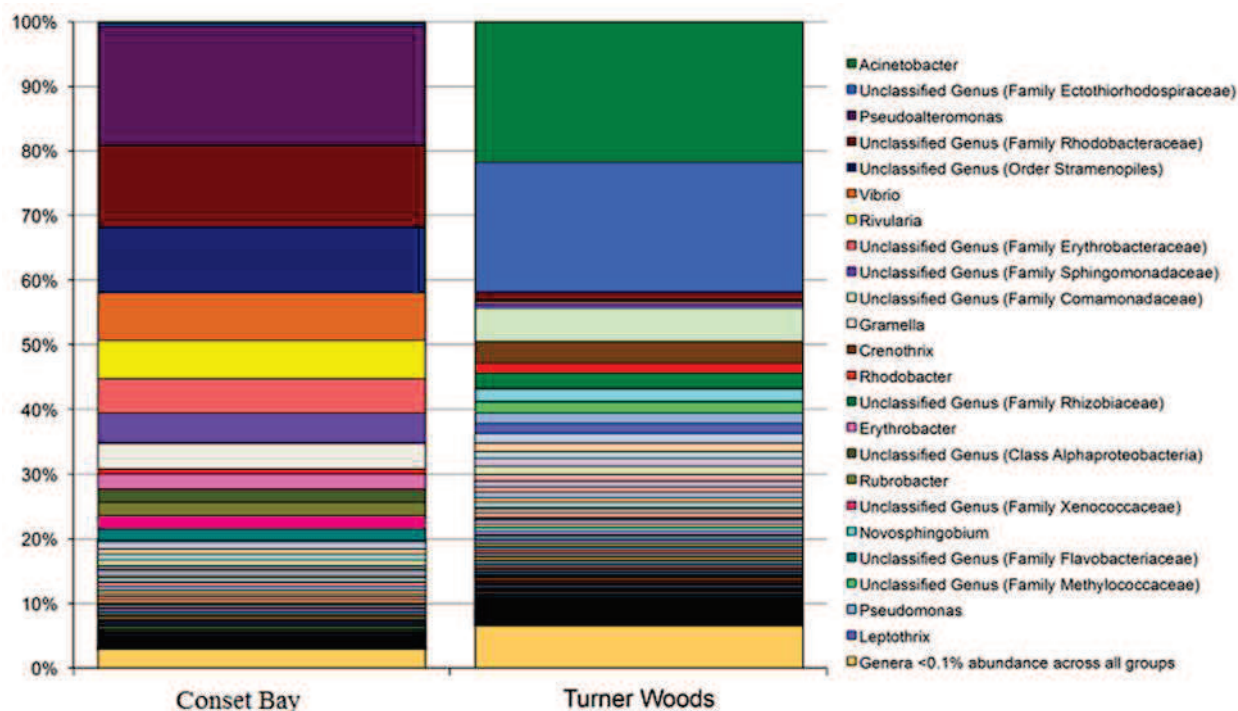 100%
90%
80%
70%
60%
50%
40%
30%
20%
10%
0%
Conset Bay
Turner Woods
Acinetobacter
Unclassified Genus (Family Ectothiorhodospiraceae)
Pseudoalteromonas
Unclassified Genus (Family Rhodobacteraceae)
Unclassified Genus (Order Stramenopiles)
Vibrio
Rivularia
Unclassified Genus (Family Erythrobacteraceae)
Unclassified Genus (Family Sphingomonadaceae)
Unclassified Genus (Family Comamonadaceae)
Gramella
Crenothrix
Rhodobacter
Unclassified Genus (Family Rhizobiaceae)
Erythrobacter
Unclassified Genus (Class Alphaproteobacteria)
Rubrobacter
Unclassified Genus (Family Xenococcaceae)
Novosphingobium
Unclassified Genus (Family Flavobacteriaceae)
Unclassified Genus (Family Methylococcaceae)
Pseudomonas
Leptothrix
Genera <0.1% abundance across all groups